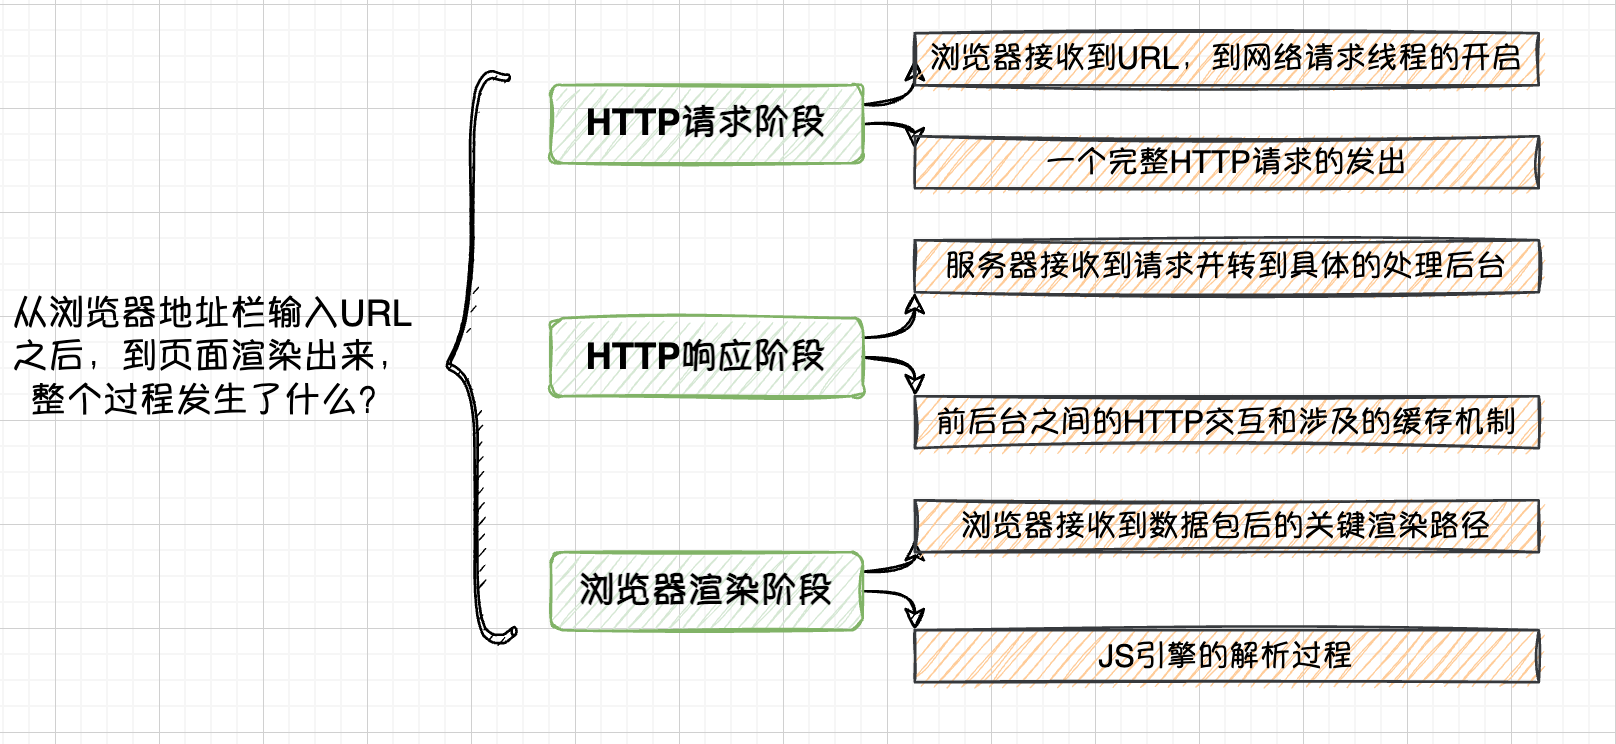 从浏览器地址栏输入URL
之后，到页面渲染出来，
整个过程发生了什么？
HTTP请求阶段
浏览器接收到URL，到网络请求线程的开启
一个完整HTTP请求的发出
HTTP响应阶段
服务器接收到请求并转到具体的处理后台
前后台之间的HTTP交互和涉及的缓存机制
浏览器渲染阶段
浏览器接收到数据包后的关键渲染路径
JS引擎的解析过程